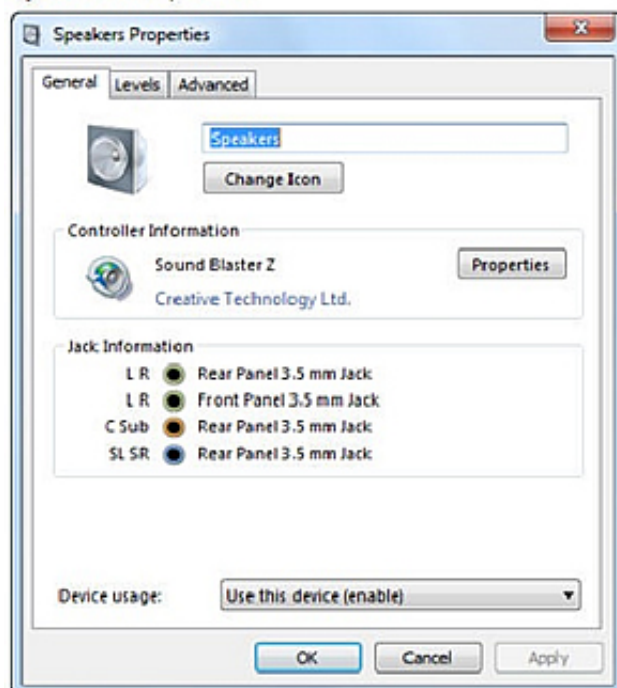 Speakers Properties
General Levels Advanced
Speakers
Change Icon
Controller Information
Sound Blaster Z
Properties
Creative Technology Ltd.
Jack Information
L R Rear Panel 3.5 mm Jack
L R Front Panel 3.5 mm Jack
C Sub Rear Panel 3.5 mm Jack
SL SR Rear Panel 3.5 mm Jack
Device usage: Use this device (enable)
OK Cancel Apply